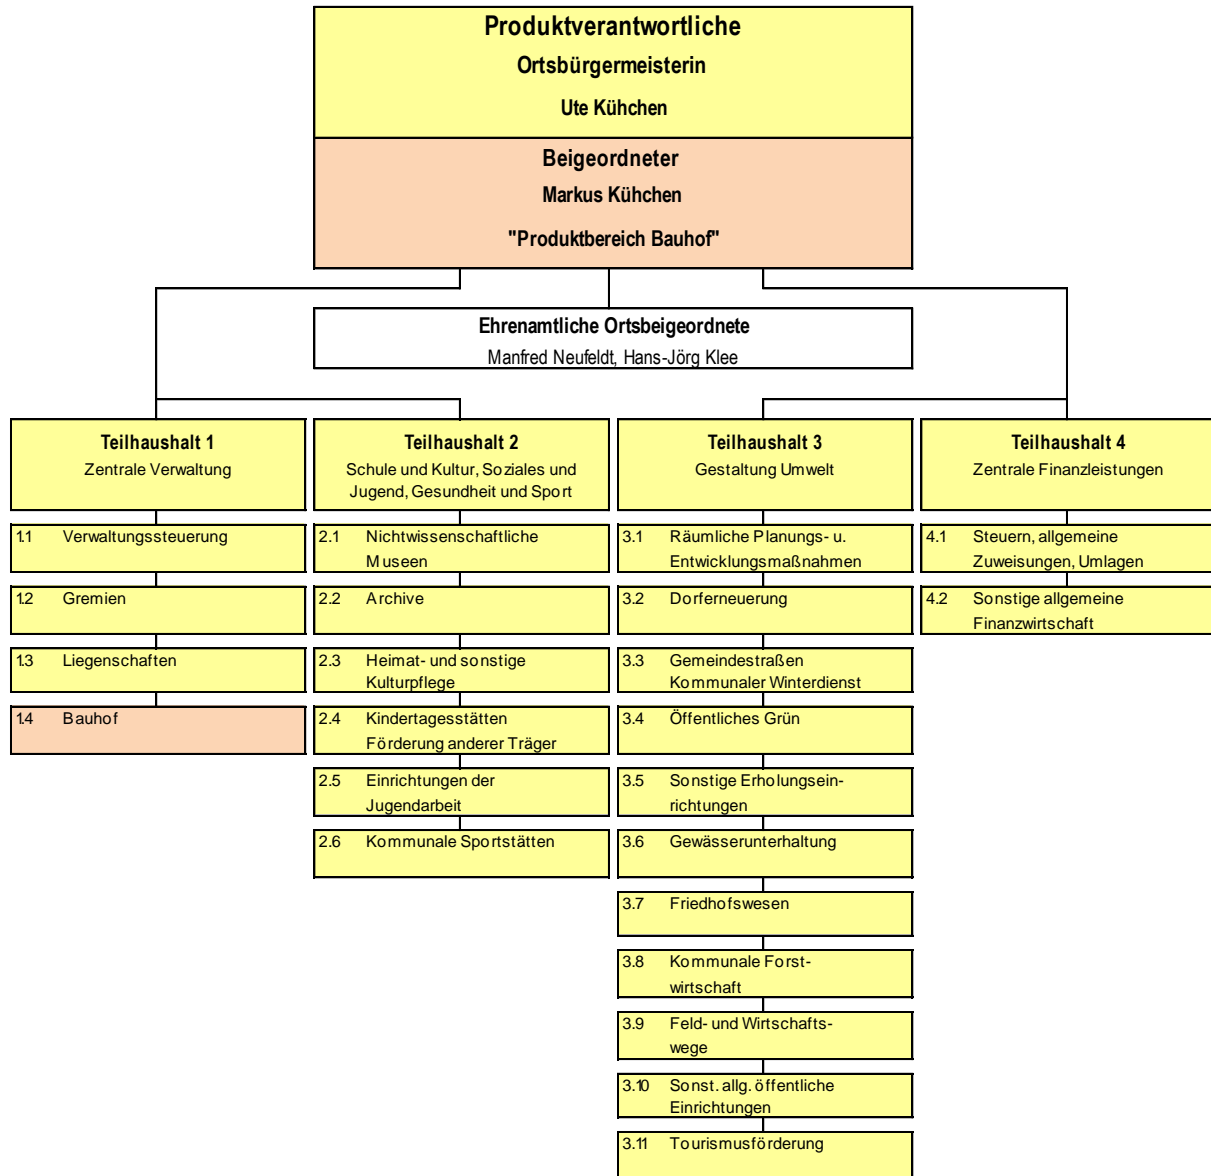 Produktverantwortliche
Ortsbürgermeisterin
Ute Kühchen
Beigeordneter
Markus Kühchen
"Produktbereich Bauhof"
Ehrenamtliche Ortsbeigeordnete
Manfred Neufeldt, Hans-Jörg Klee
Teilhaushalt 1
Zentrale Verwaltung
1.1 Verwaltungssteuerung
1.2 Gremien
1.3 Liegenschaften
1.4 Bauhof
Teilhaushalt 2
Schule und Kultur, Soziales und
Jugend, Gesundheit und Sport
2.1 Nichtwissenschaftliche
Museen
2.2 Archive
2.3 Heimat- und sonstige
Kulturpflege
2.4 Kindertagesstätten
Förderung anderer Träger
2.5 Einrichtungen der
Jugendarbeit
2.6 Kommunale Sportstätten
Teilhaushalt 3
Gestaltung Umwelt
3.1 Räumliche Planungs- u.
Entwicklungsmaßnahmen
3.2 Dorferneuerung
3.3 Gemeindestraßen
Kommunaler Winterdienst
3.4 Öffentliches Grün
3.5 Sonstige Erholungsein-
richtungen
3.6 Gewässerunterhaltung
3.7 Friedhofswesen
3.8 Kommunale Forst-
wirtschaft
3.9 Feld- und Wirtschafts-
wege
3.10 Sonst. allg. öffentliche
Einrichtungen
3.11 Tourismusförderung
Teilhaushalt 4
Zentrale Finanzleistungen
4.1 Steuern, allgemeine
Zuweisungen, Umlagen
4.2 Sonstige allgemeine
Finanzwirtschaft